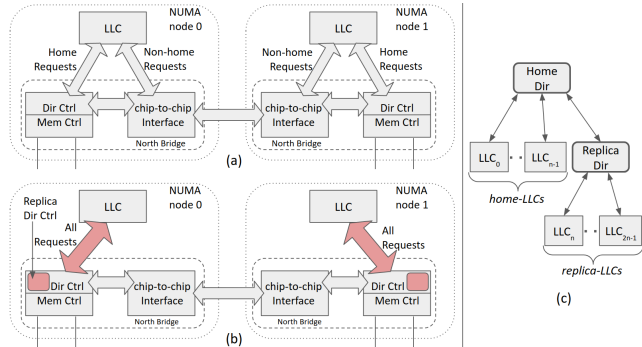 NUMA
node 0
LLC
Home
Requests
Non-home
Requests
Dir Ctrl
Mem Ctrl
chip-to-chip
Interface
North Bridge
NUMA
node 1
LLC
Non-home
Requests
Home
Requests
chip-to-chip
Interface
Dir Ctrl
Mem Ctrl
North Bridge
(a)
Replica
Dir Ctrl
NUMA
node 0
LLC
All
Requests
Dir Ctrl
Mem Ctrl
chip-to-chip
Interface
North Bridge
NUMA
node 1
LLC
All
Requests
chip-to-chip
Interface
Dir Ctrl
Mem Ctrl
North Bridge
(b)
Home
Dir
LLC0 · · LLCn-1
home-LLCs
Replica
Dir
LLCn · · LLC2n-1
replica-LLCs
(c)